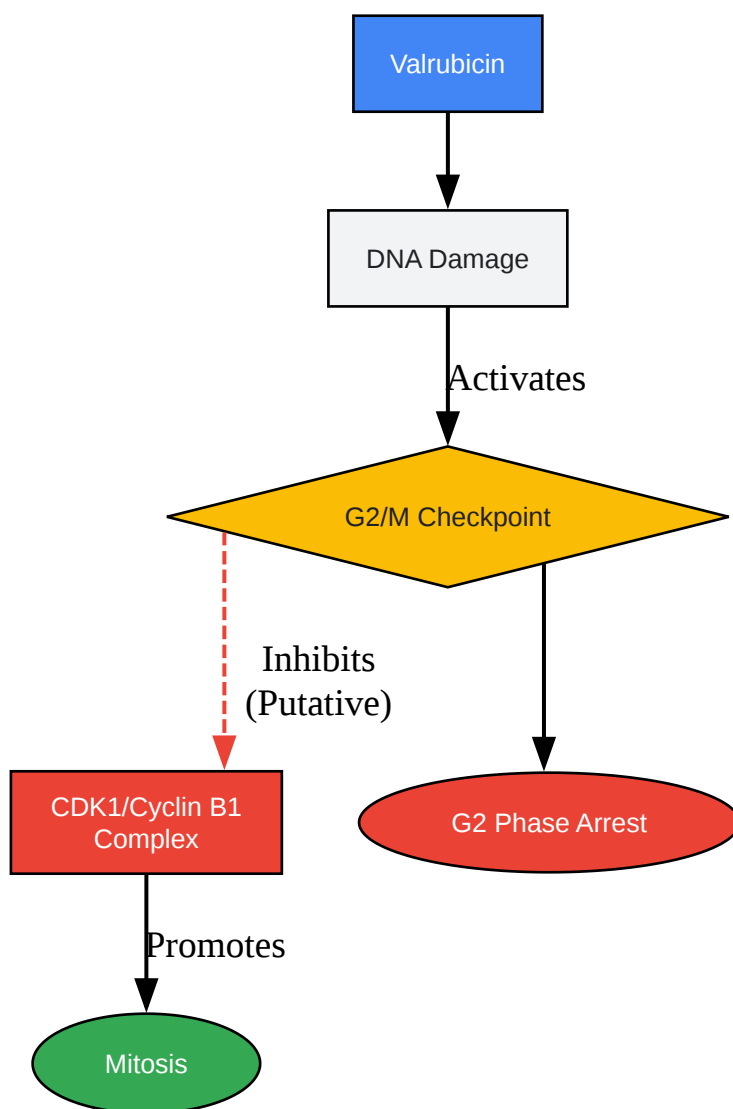 Valrubicin
DNA Damage
Activates
G2/M Checkpoint
Inhibits
(Putative)
CDK1/Cyclin B1
Complex
G2 Phase Arrest
Promotes
Mitosis